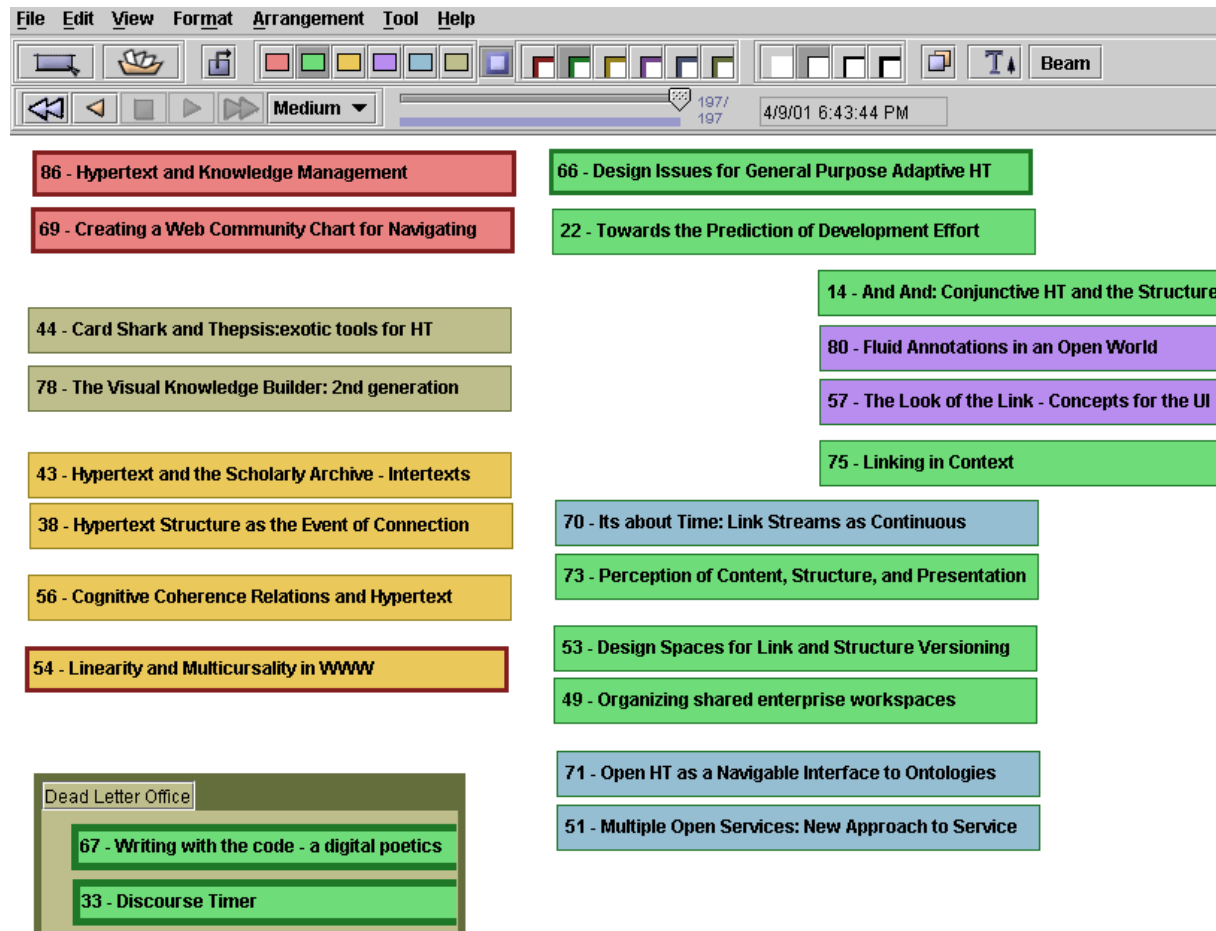 File Edit View Format Arrangement Tool Help
Beam
Medium
197/
197
4/9/01 6:43:44 PM
86 - Hypertext and Knowledge Management
69 - Creating a Web Community Chart for Navigating
44 - Card Shark and Thepsis:exotic tools for HT
78 - The Visual Knowledge Builder: 2nd generation
43 - Hypertext and the Scholarly Archive - Intertexts
38 - Hypertext Structure as the Event of Connection
56 - Cognitive Coherence Relations and Hypertext
54 - Linearity and Multicursality in WWW
Dead Letter Office
67 - Writing with the code - a digital poetics
33 - Discourse Timer
66 - Design Issues for General Purpose Adaptive HT
22 - Towards the Prediction of Development Effort
14 - And And: Conjunctive HT and the Structure
80 - Fluid Annotations in an Open World
57 - The Look of the Link - Concepts for the UI
75 - Linking in Context
70 - Its about Time: Link Streams as Continuous
73 - Perception of Content, Structure, and Presentation
53 - Design Spaces for Link and Structure Versioning
49 - Organizing shared enterprise workspaces
71 - Open HT as a Navigable Interface to Ontologies
51 - Multiple Open Services: New Approach to Service